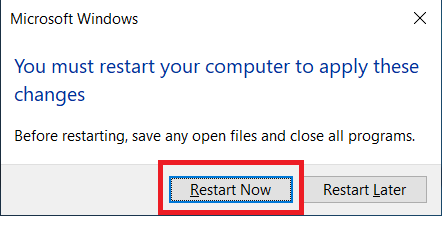 Microsoft Windows
You must restart your computer to apply these
changes
Before restarting, save any open files and close all programs.
Restart Now
Restart Later